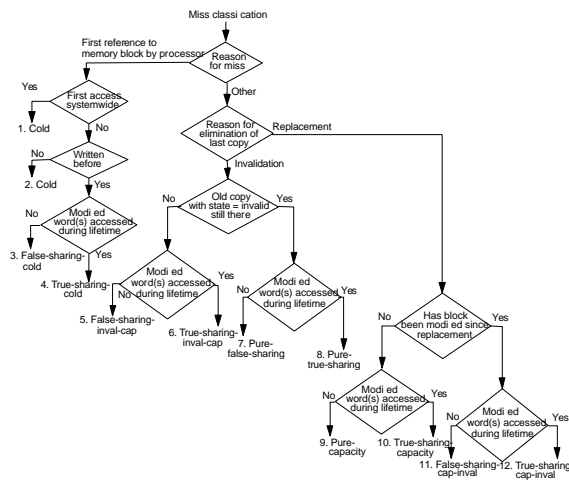 Miss classi cation
First reference to
memory block by processor
Reason
for miss
Other
Yes
First access
systemwide
1. Cold
No
Reason for
elimination of
last copy
Replacement
No
Written
before
2. Cold
Yes
Invalidation
No
Modi ed
word(s) accessed
during lifetime
Yes
3. False-sharing-
cold
4. True-sharing-
cold
No
Old copy
with state = invalid
still there
Yes
Modi ed
word(s) accessed
during lifetime
No
Yes
5. False-sharing-
inval-cap
6. True-sharing-
inval-cap
No
Modi ed
word(s) accessed
during lifetime
Yes
7. Pure-
false-sharing
8. Pure-
true-sharing
No
Has block
been modi ed since
replacement
Yes
No
Modi ed
word(s) accessed
during lifetime
Yes
9. Pure-
capacity
10. True-sharing-
capacity
No
Modi ed
word(s) accessed
during lifetime
Yes
11. False-sharing-
cap-inval
12. True-sharing-
cap-inval